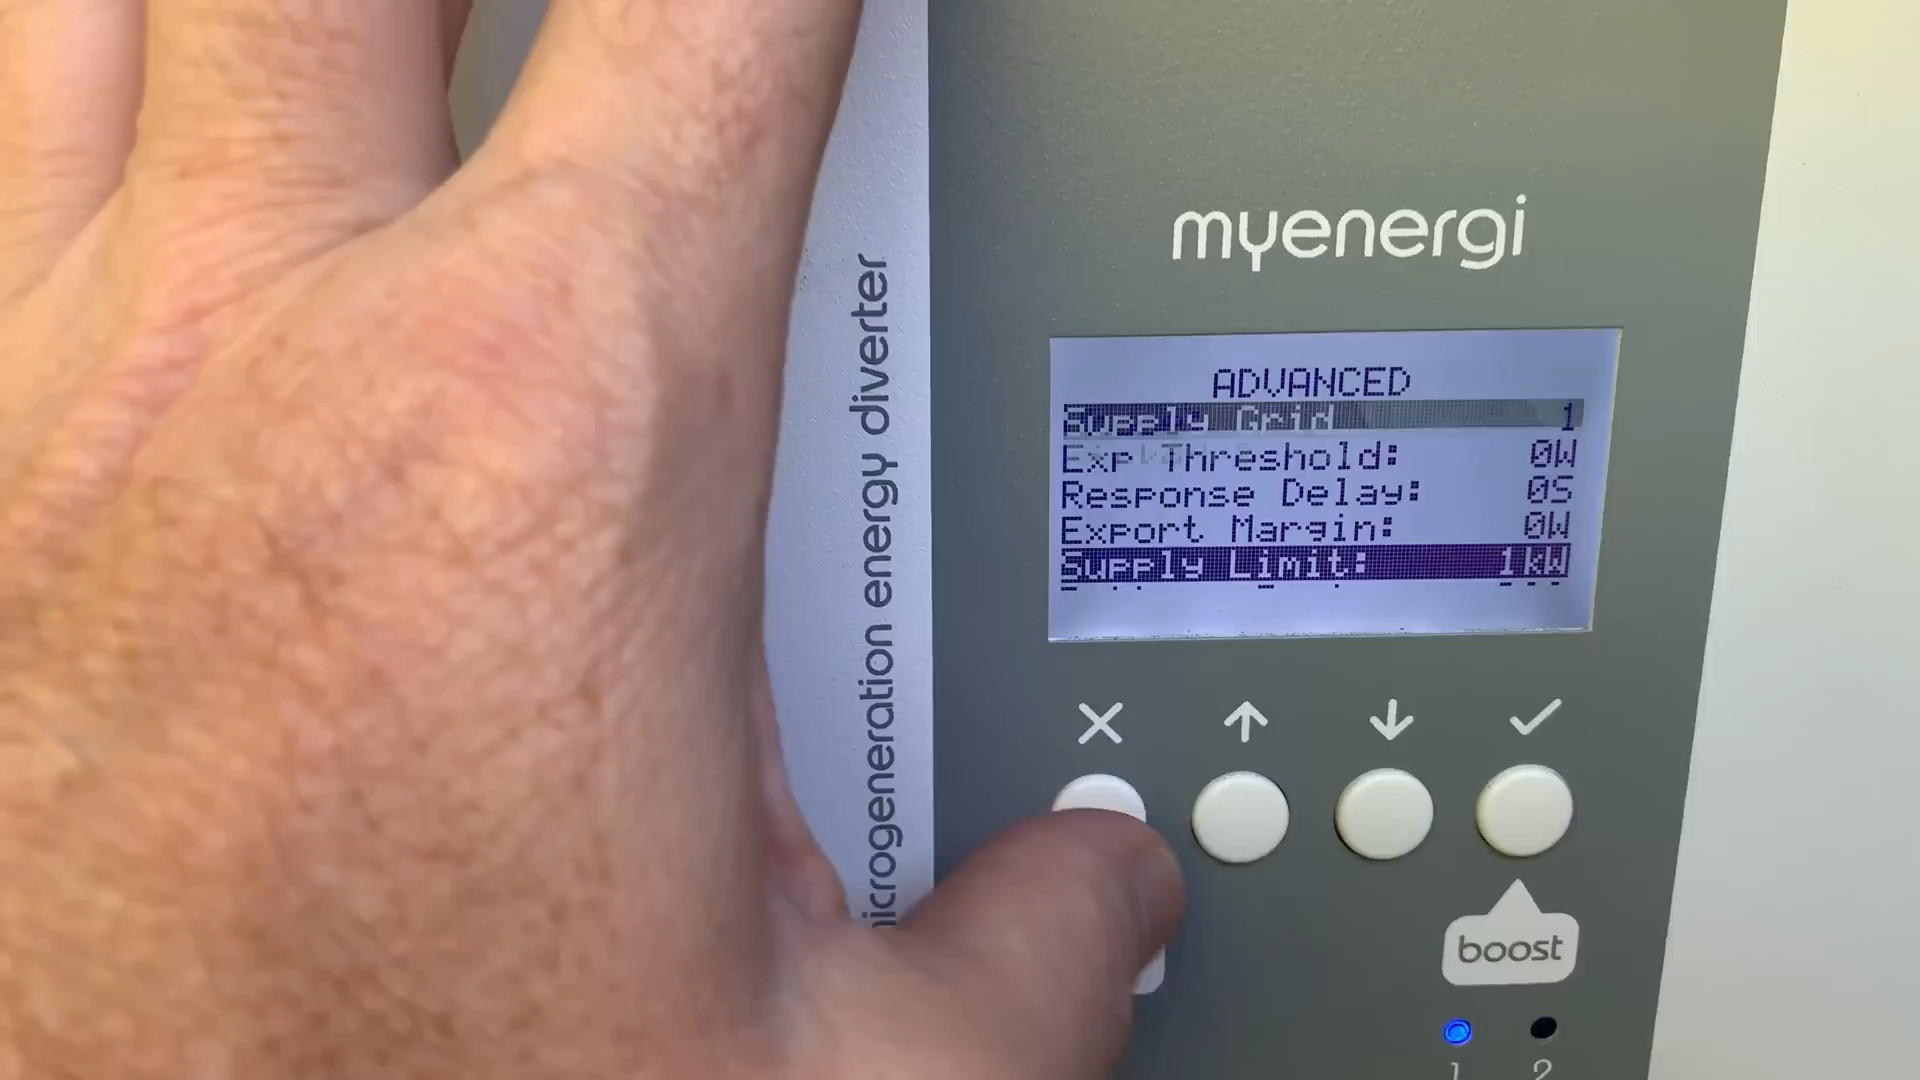 myenergi
microgeneration energy diverter
ADVANCED
Supply Grid 1
Exp Threshold: 0W
Response Delay: 0S
Export Margin: 0W
Supply Limit: 1kW
boost
1 2